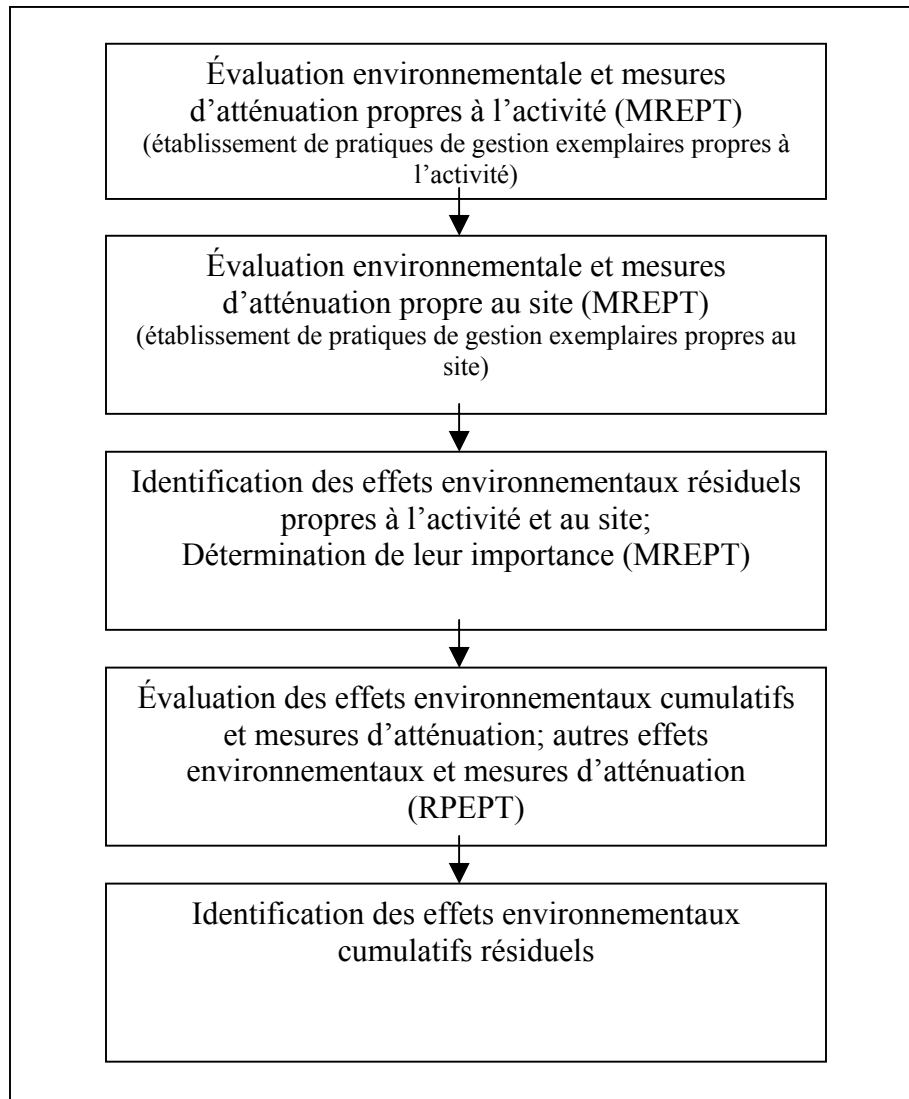 Évaluation environnementale et mesures
d’atténuation propres à l’activité (MREPT)
(établissement de pratiques de gestion exemplaires propres à
l’activité)
Évaluation environnementale et mesures
d’atténuation propre au site (MREPT)
(établissement de pratiques de gestion exemplaires propres au
site)
Identification des effets environnementaux résiduels
propres à l’activité et au site;
Détermination de leur importance (MREPT)
Évaluation des effets environnementaux cumulatifs
et mesures d’atténuation; autres effets
environnementaux et mesures d’atténuation
(RPEPT)
Identification des effets environnementaux
cumulatifs résiduels